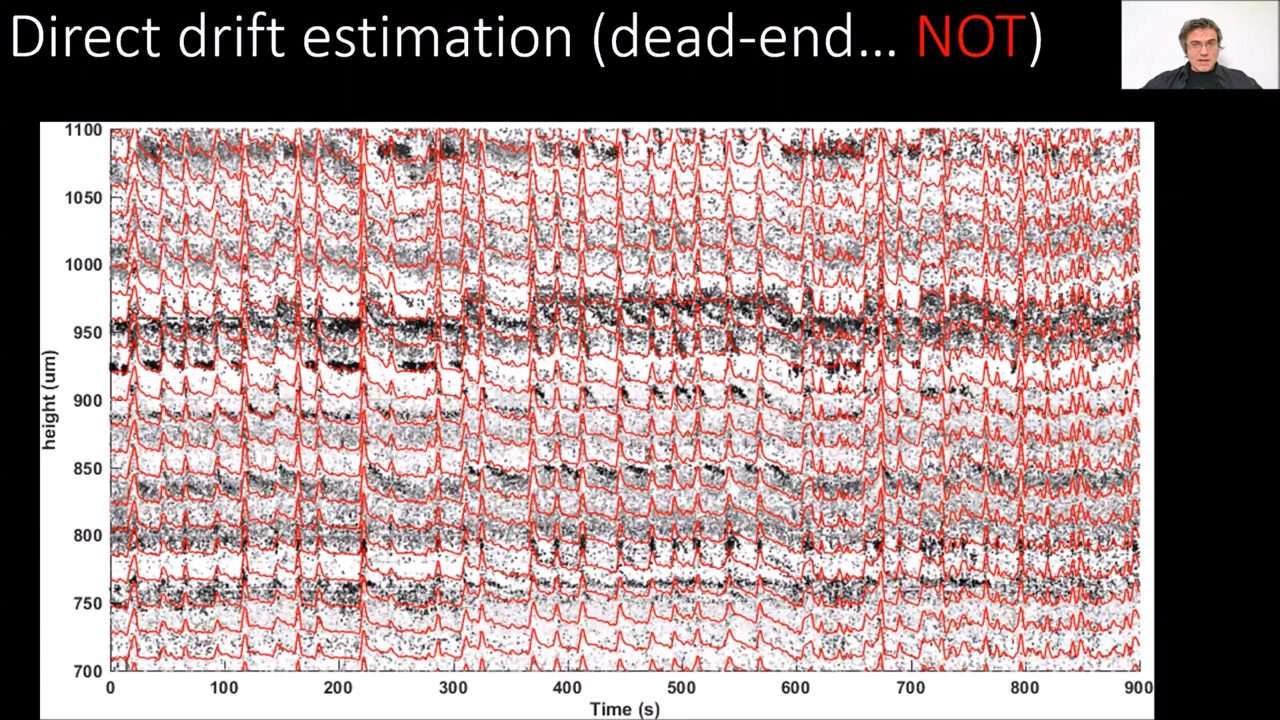 Direct drift estimation (dead-end... NOT)
1100
1050
1000
950
900
850
800
750
700
height (um)
0 100 200 300 400 500 600 700 800 900
Time (s)